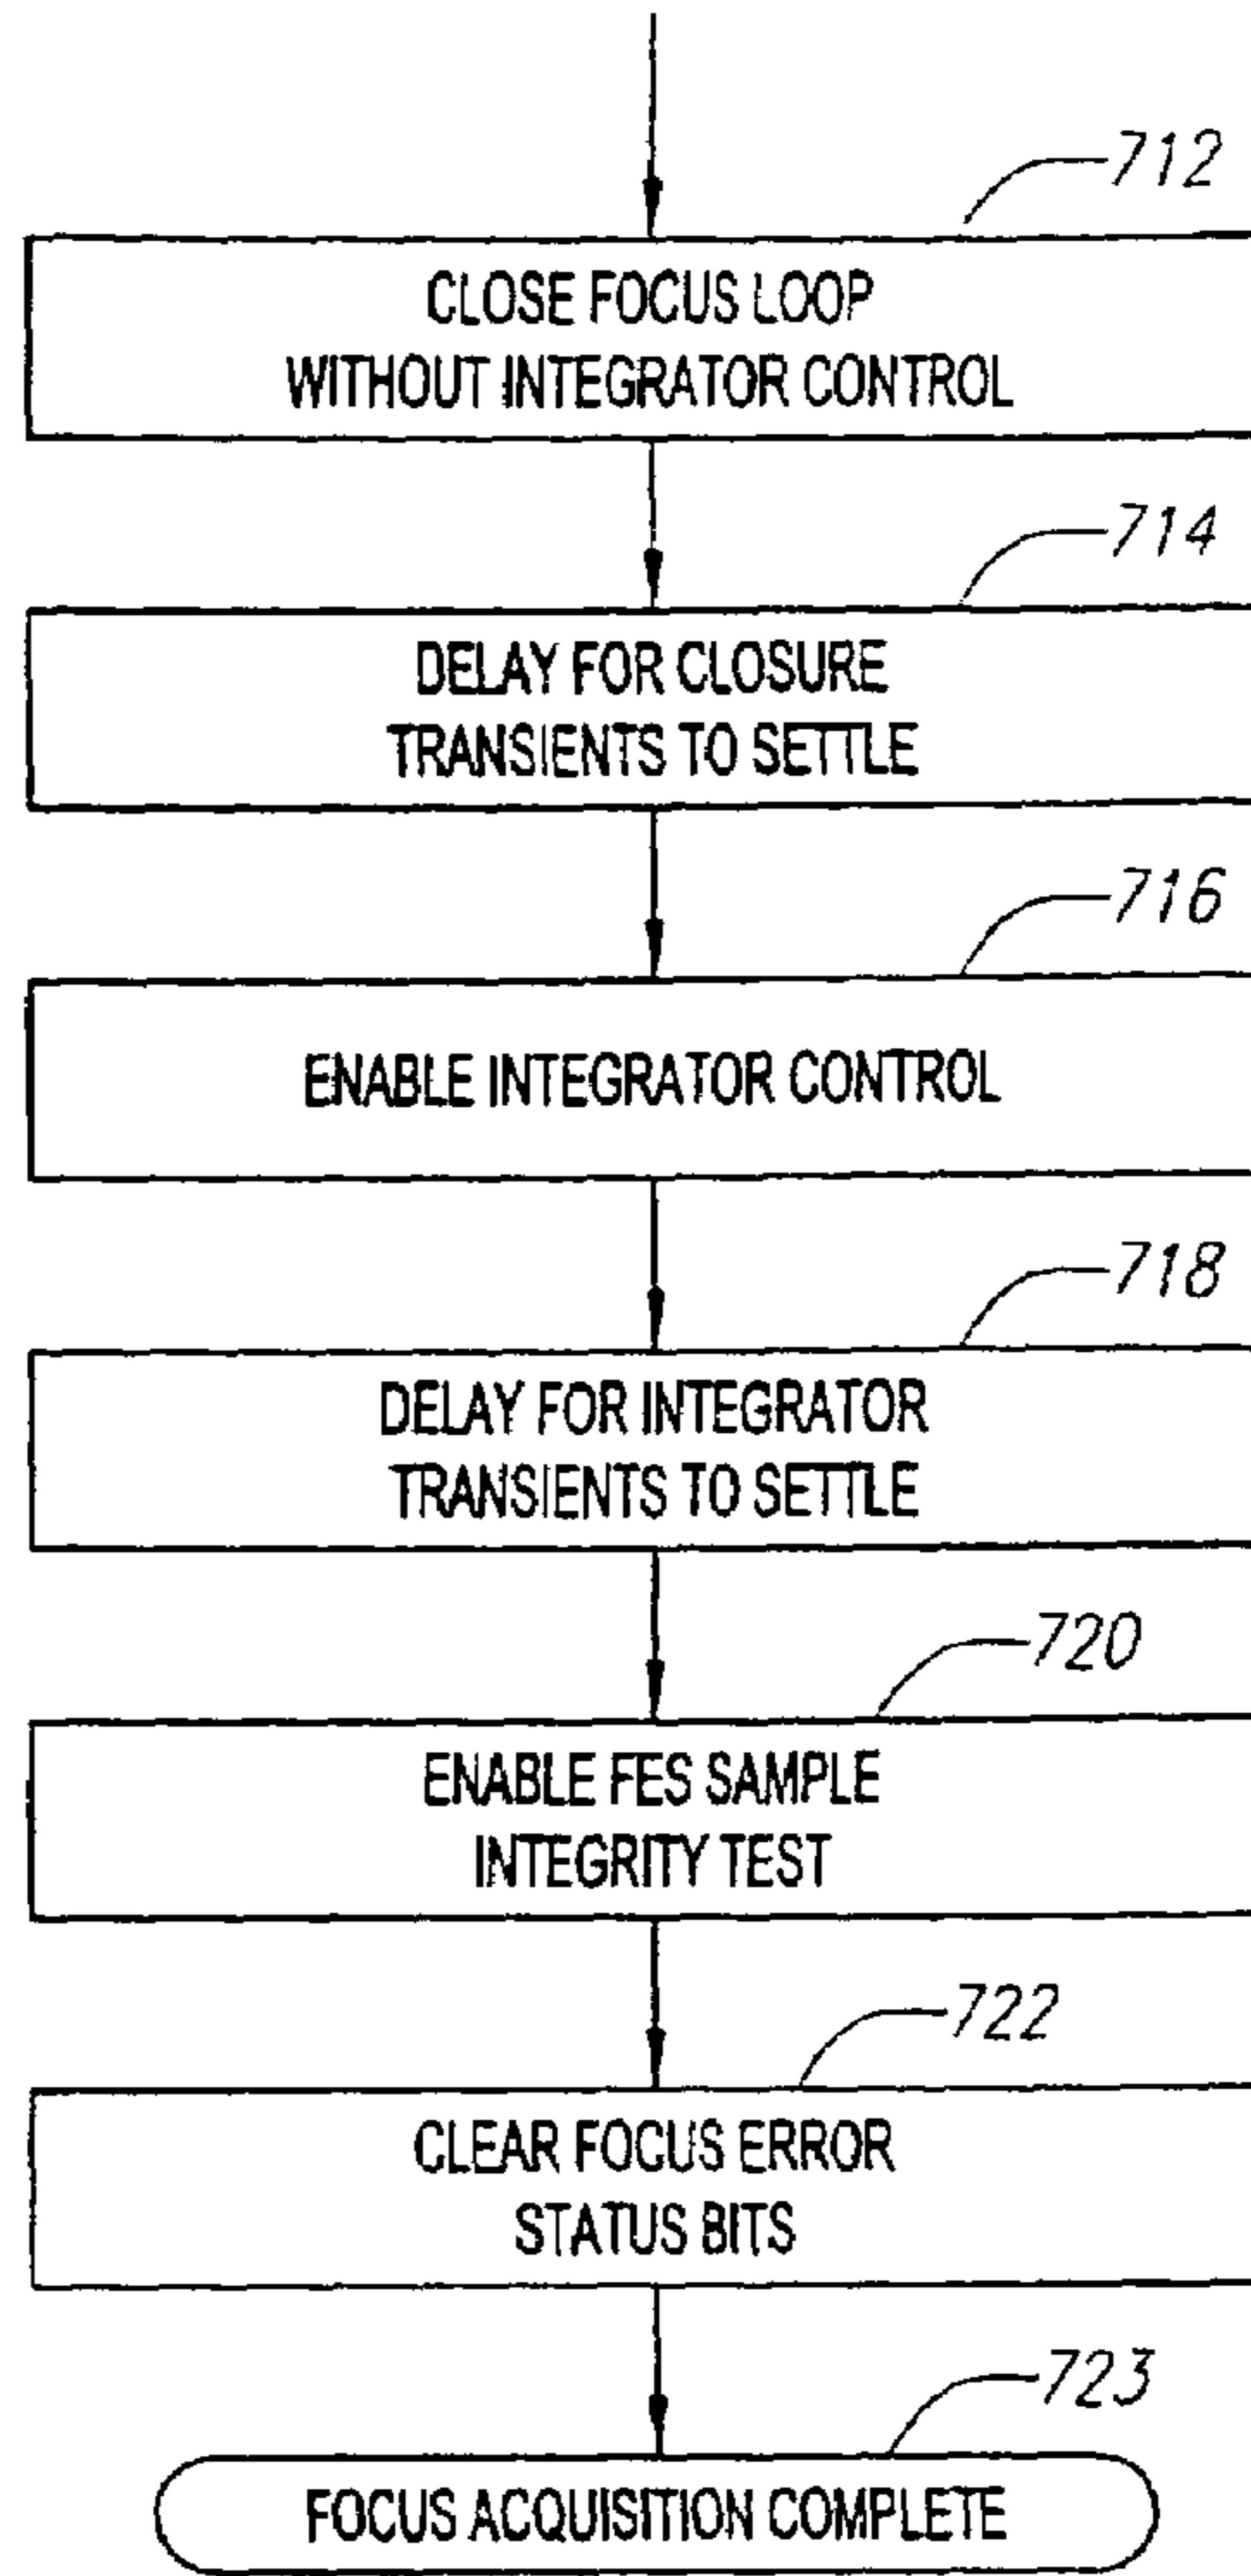 712
CLOSE FOCUS LOOP
WITHOUT INTEGRATOR CONTROL
714
DELAY FOR CLOSURE
TRANSIENTS TO SETTLE
716
ENABLE INTEGRATOR CONTROL
718
DELAY FOR INTEGRATOR
TRANSIENTS TO SETTLE
720
ENABLE FES SAMPLE
INTEGRITY TEST
722
CLEAR FOCUS ERROR
STATUS BITS
723
FOCUS ACQUISITION COMPLETE